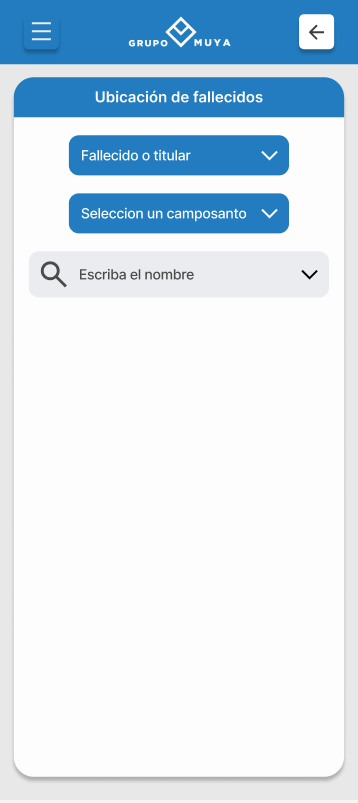 GRUPO MUYA
Ubicación de fallecidos
Fallecido o titular
Seleccion un camposanto
Escriba el nombre